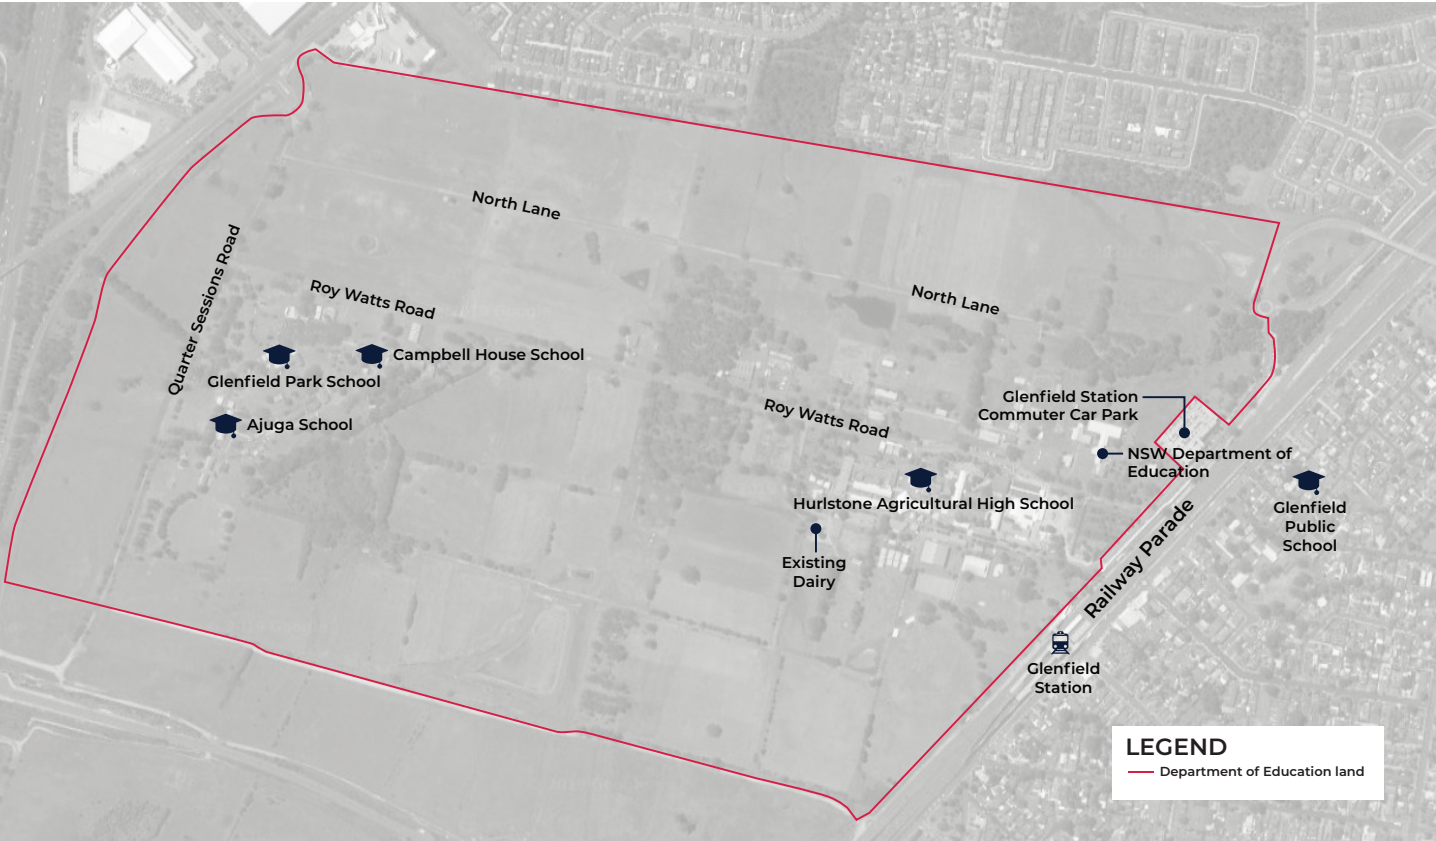 North Lane
Quarter Sessions Road
Roy Watts Road
North Lane
Campbell House School
Glenfield Park School
Ajuga School
Roy Watts Road
Glenfield Station
Commuter Car Park
NSW Department of
Education
Hurlstone Agricultural High School
Glenfield
Public
School
Existing
Dairy
Railway Parade
Glenfield
Station
LEGEND
Department of Education land